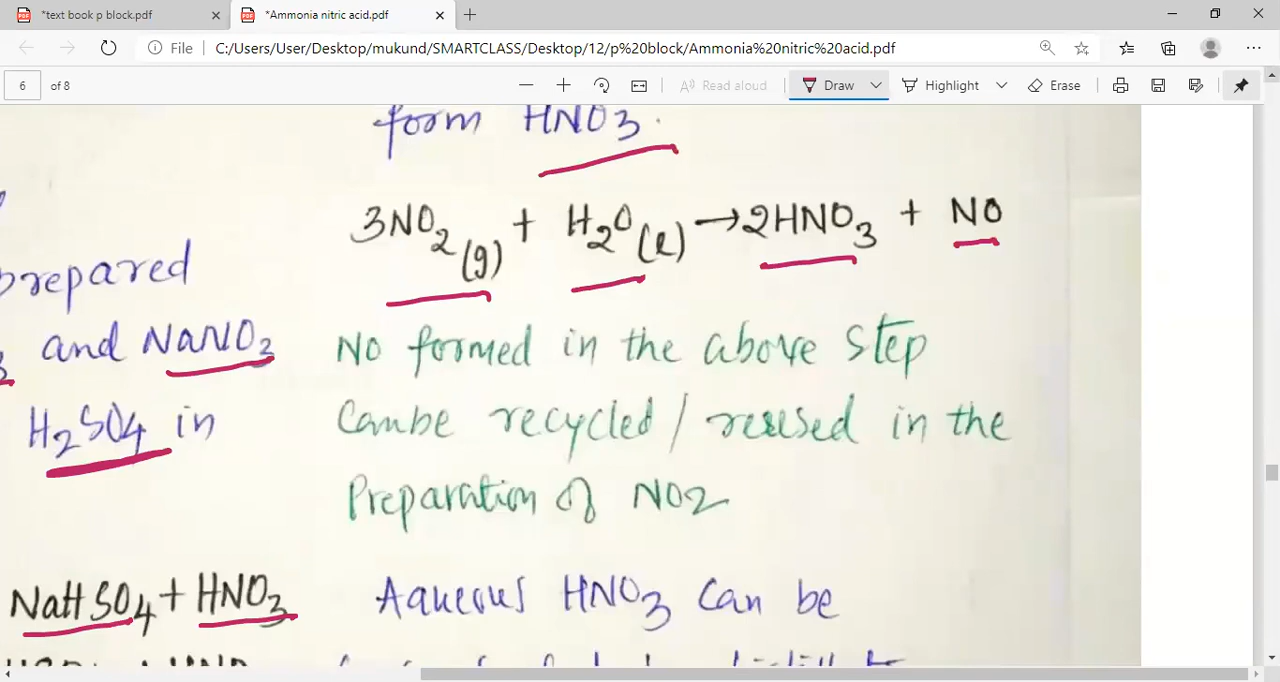 *text book p block.pdf
*Ammonia nitric acid.pdf
File
C:/Users/User/Desktop/mukund/SMARTCLASS/Desktop/12/p%20block/Ammonia%20nitric%20acid.pdf
6 of 8
Read aloud
Draw
Highlight
Erase
form HNO3.
3NO2(g) + H2O(l) → 2HNO3 + NO
prepared
and NaNO2
H2SO4 in
NaHSO4 + HNO3
NO formed in the above step
Canbe recycled / reused in the
Preparation of NO2
Aqueous HNO3 can be